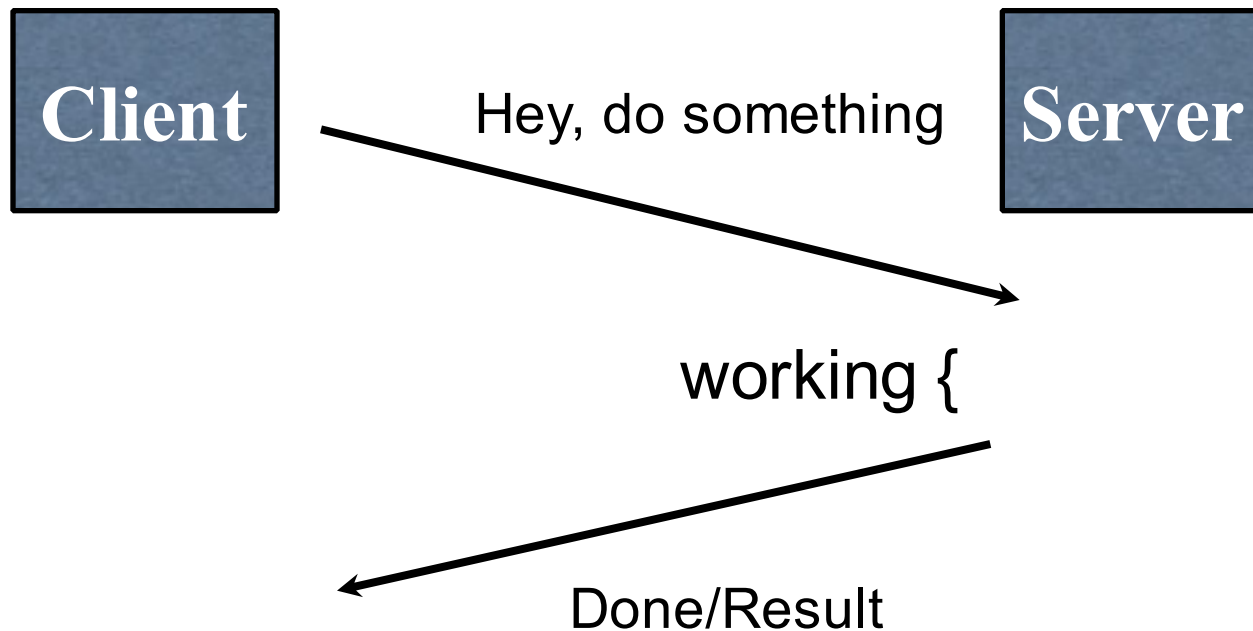 Client
Hey, do something
Server
working {
Done/Result